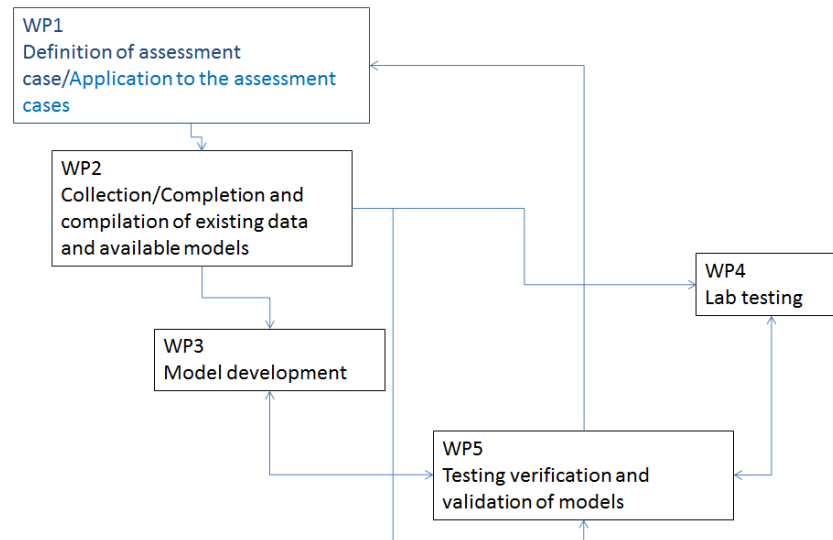 WP1
Definition of assessment
case/Application to the assessment
cases
WP2
Collection/Completion and
compilation of existing data
and available models
WP4
Lab testing
WP3
Model development
WP5
Testing verification and
validation of models